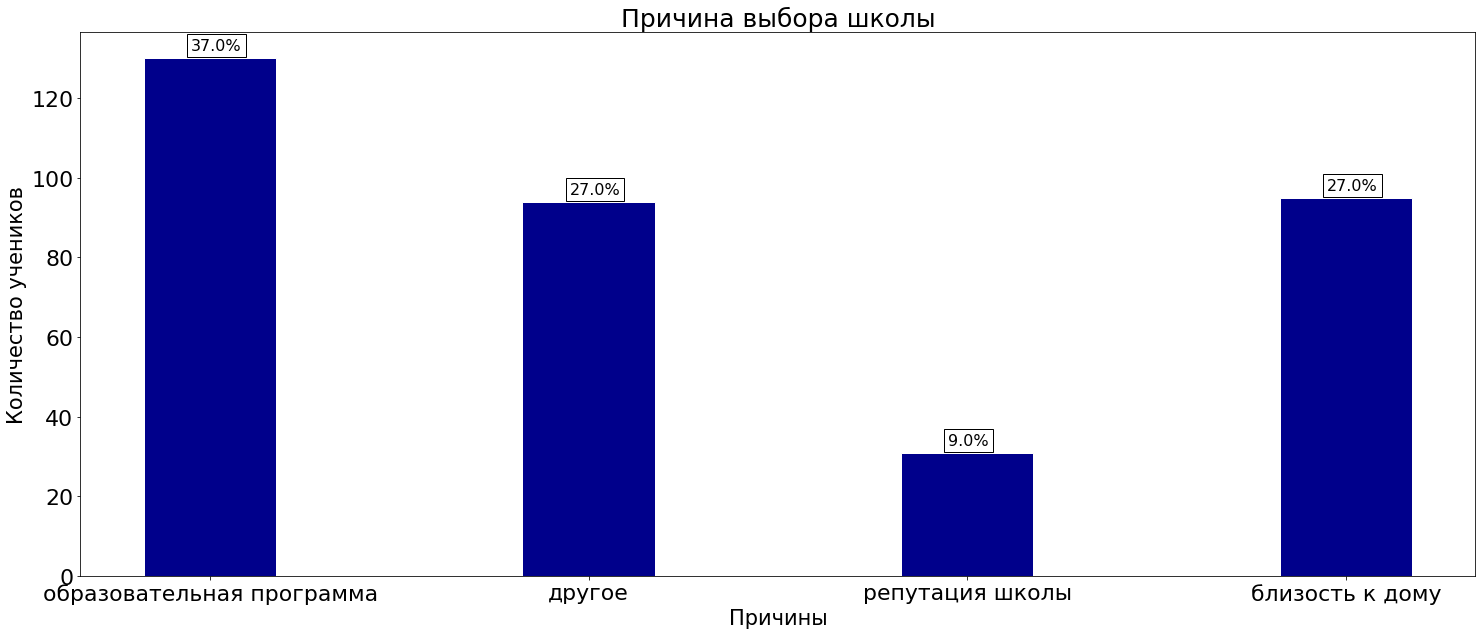 Причина выбора школы
37.0%
27.0%
9.0%
27.0%
120
100
80
60
40
20
0
Количество учеников
образовательная программа
другое
репутация школы
близость к дому
Причины